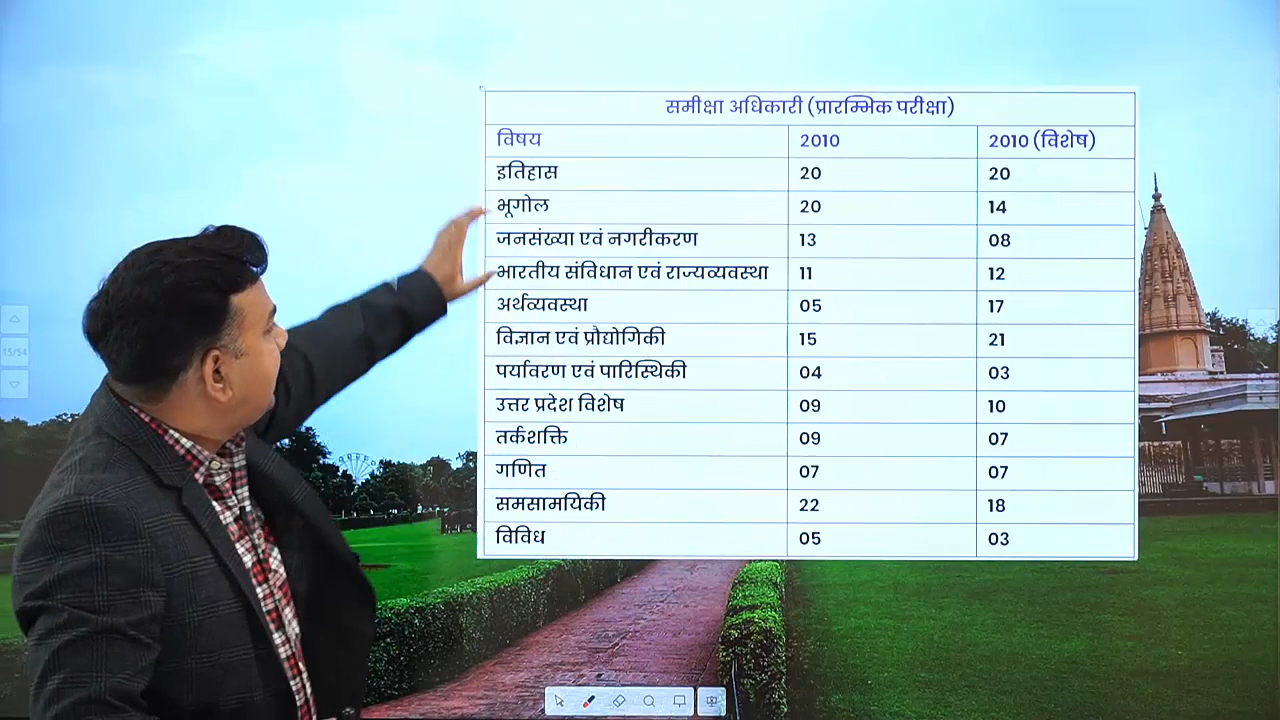 समीक्षा अधिकारी (प्रारम्भिक परीक्षा)
विषय 2010 2010 (विशेष)
इतिहास 20 20
भूगोल 20 14
जनसंख्या एवं नगरीकरण 13 08
भारतीय संविधान एवं राज्यव्यवस्था 11 12
अर्थव्यवस्था 05 17
विज्ञान एवं प्रौद्योगिकी 15 21
पर्यावरण एवं पारिस्थिकी 04 03
उत्तर प्रदेश विशेष 09 10
तर्कशक्ति 09 07
गणित 07 07
समसामयिकी 22 18
विविध 05 03
15/54